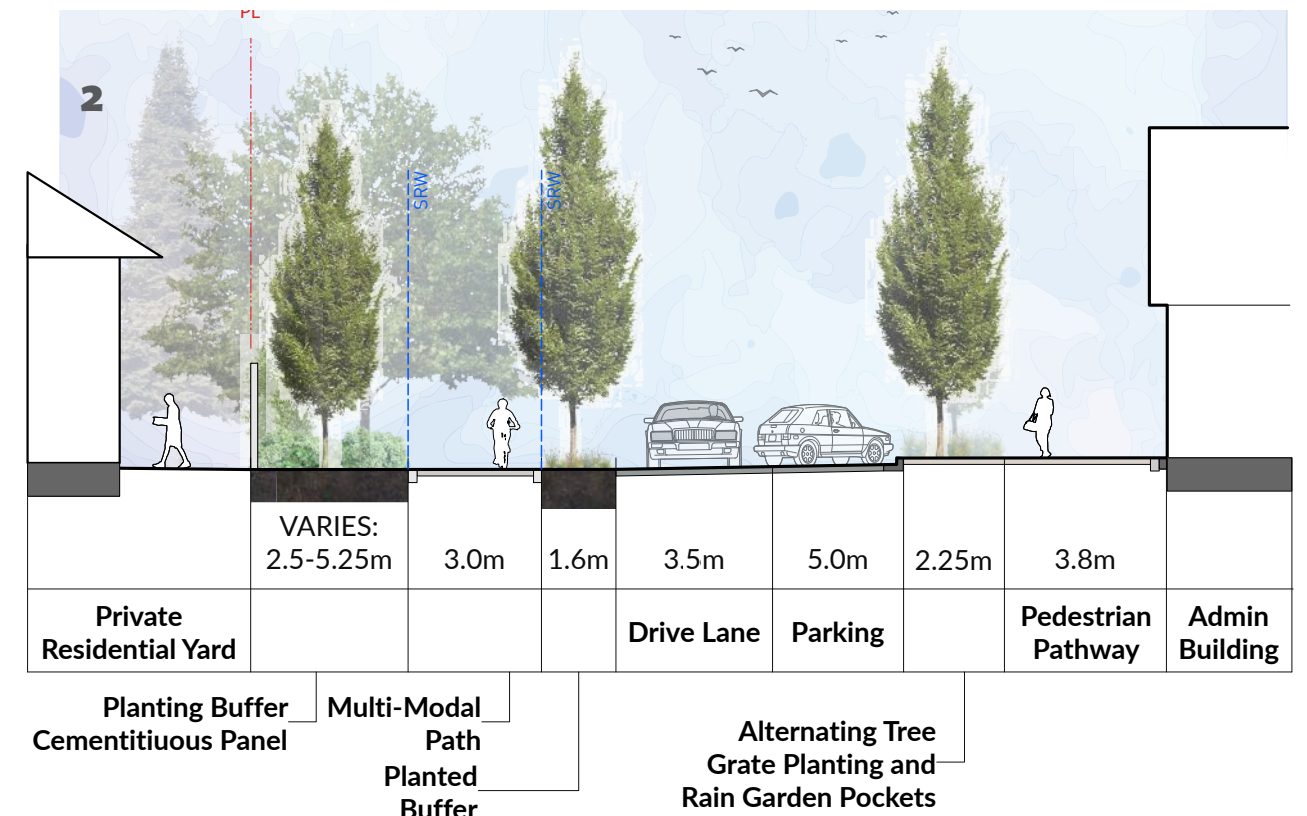 PL
2
SRW
SRW
VARIES:
2.5-5.25m
3.0m
1.6m
3.5m
5.0m
2.25m
3.8m
Private
Residential Yard
Drive Lane
Parking
Pedestrian
Pathway
Admin
Building
Planting Buffer
Cementitiuous Panel
Multi-Modal
Path
Planted
Buffer
Alternating Tree
Grate Planting and
Rain Garden Pockets